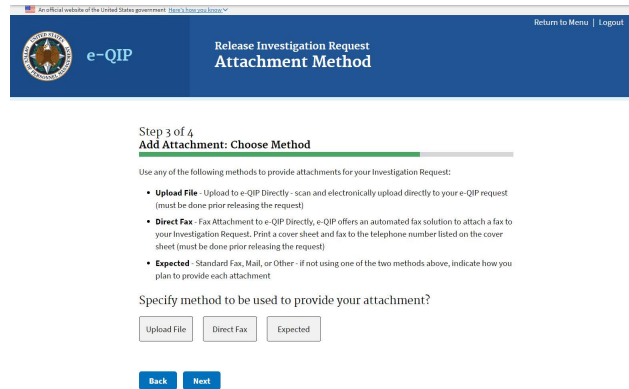 An official website of the United States government Here's how you know
Return to Menu | Logout
e-QIP
Release Investigation Request
Attachment Method
Step 3 of 4
Add Attachment: Choose Method
Use any of the following methods to provide attachments for your Investigation Request:
• Upload File - Upload to e-QIP Directly - scan and electronically upload directly to your e-QIP request
(must be done prior releasing the request)
• Direct Fax - Fax Attachment to e-QIP Directly, e-QIP offers an automated fax solution to attach a fax to
your Investigation Request. Print a cover sheet and fax to the telephone number listed on the cover
sheet (must be done prior releasing the request)
• Expected - Standard Fax, Mail, or Other - if not using one of the two methods above, indicate how you
plan to provide each attachment
Specify method to be used to provide your attachment?
Upload File Direct Fax Expected
Back Next